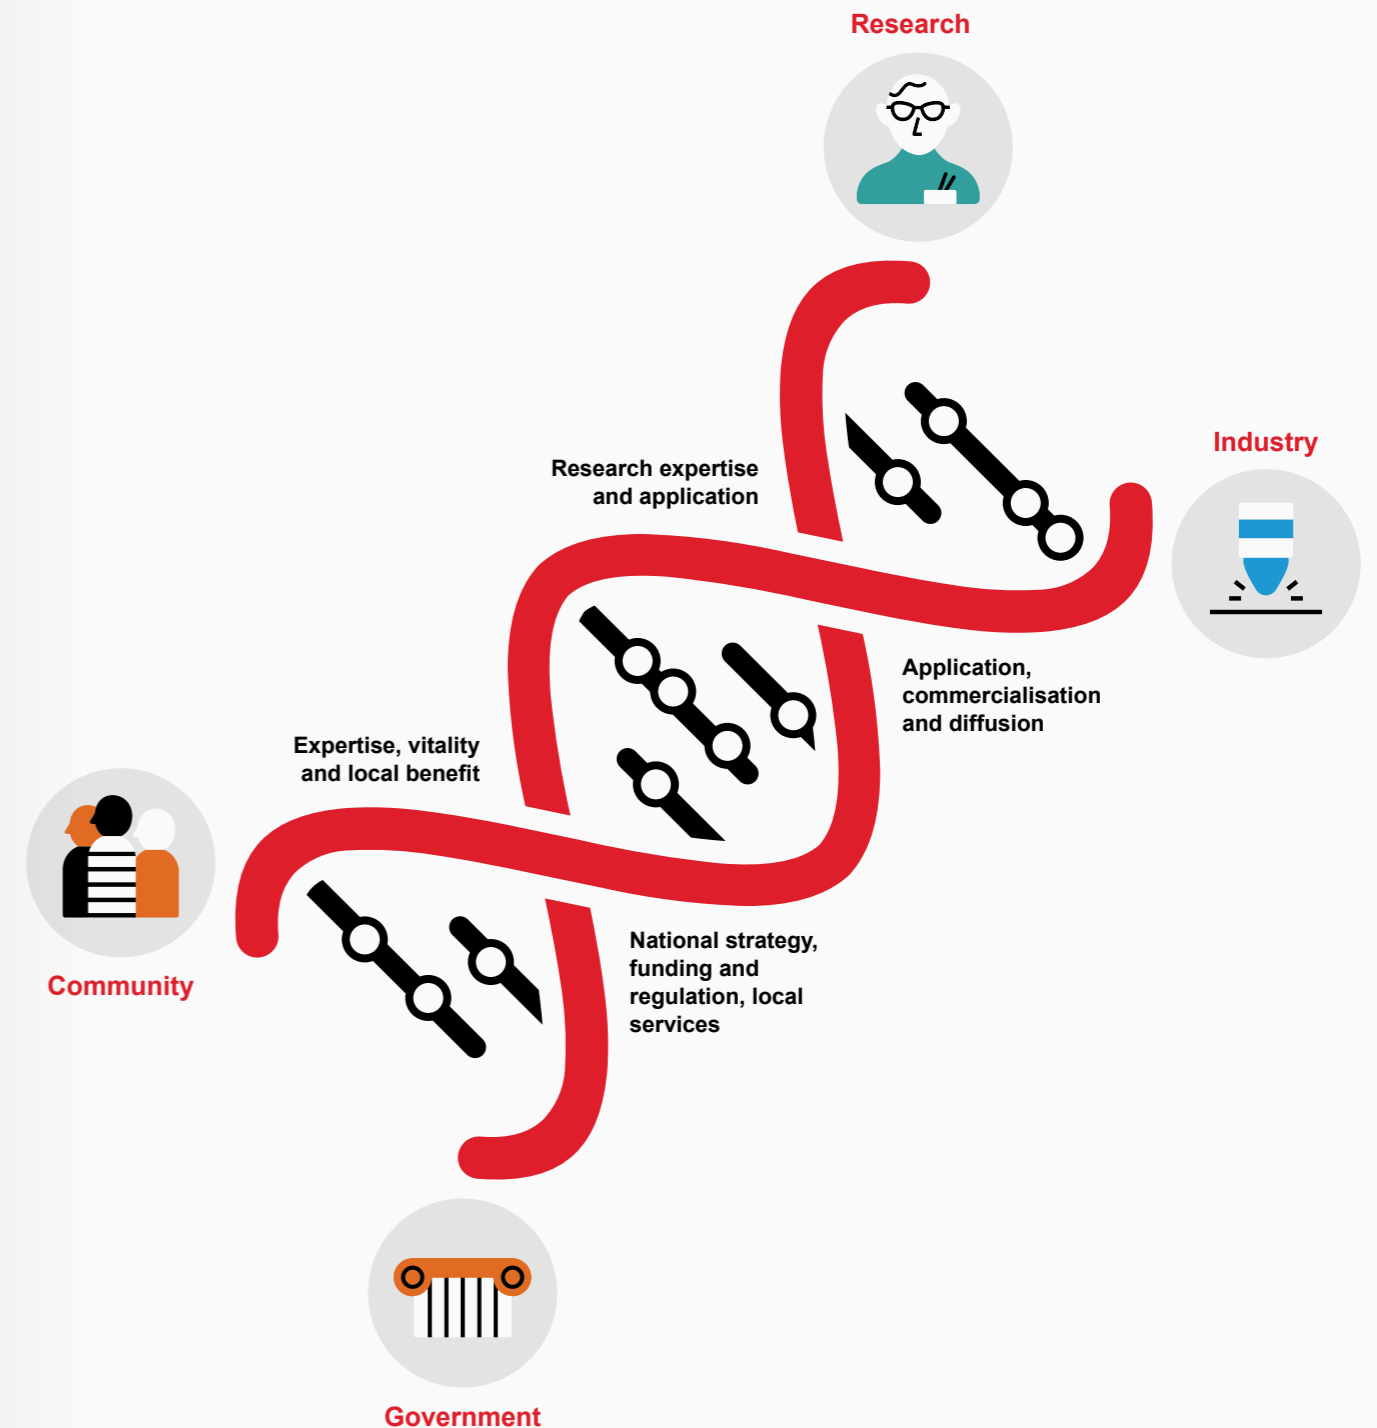 Research
Industry
Research expertise
and application
Application,
commercialisation
and diffusion
Expertise, vitality
and local benefit
Community
National strategy,
funding and
regulation, local
services
Government